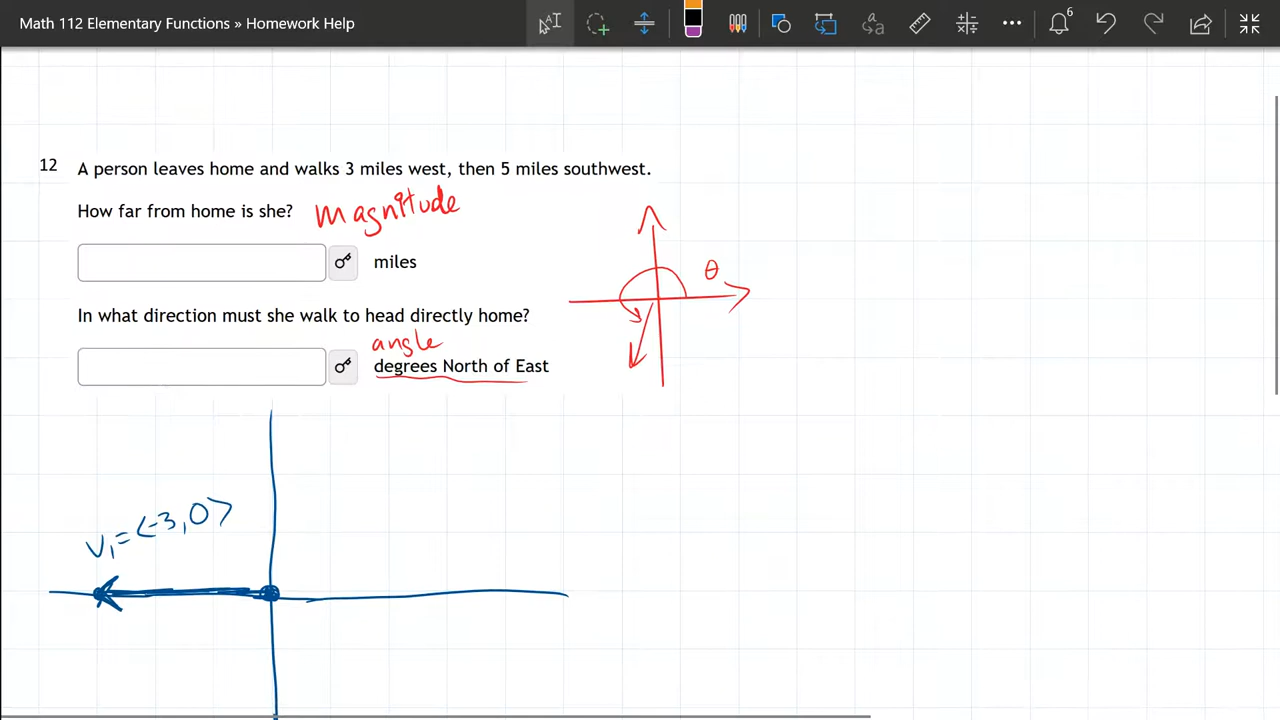 Math 112 Elementary Functions » Homework Help
6
12 A person leaves home and walks 3 miles west, then 5 miles southwest.
How far from home is she? magnitude
miles
θ
In what direction must she walk to head directly home?
angle
degrees North of East
v₁ = <-3,0>